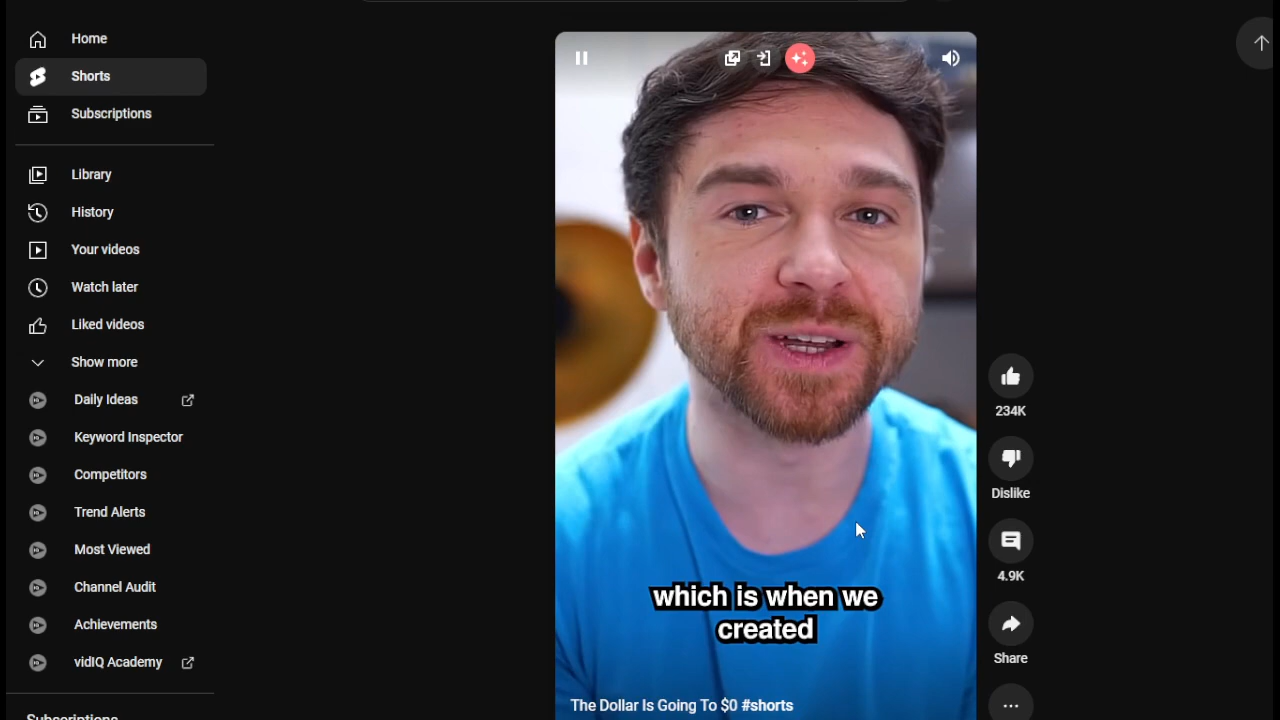 Home
Shorts
Subscriptions
Library
History
Your videos
Watch later
Liked videos
Show more
Daily Ideas
Keyword Inspector
Competitors
Trend Alerts
Most Viewed
Channel Audit
Achievements
vidIQ Academy
Subscriptions
which is when we
created
The Dollar Is Going To $0 #shorts
234K
Dislike
4.9K
Share